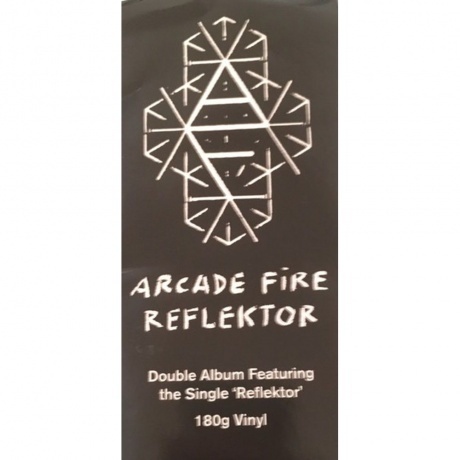 ARCADE FiRE
REFLEKTOR
Double Album Featuring
the Single 'Reflektor'
180g Vinyl